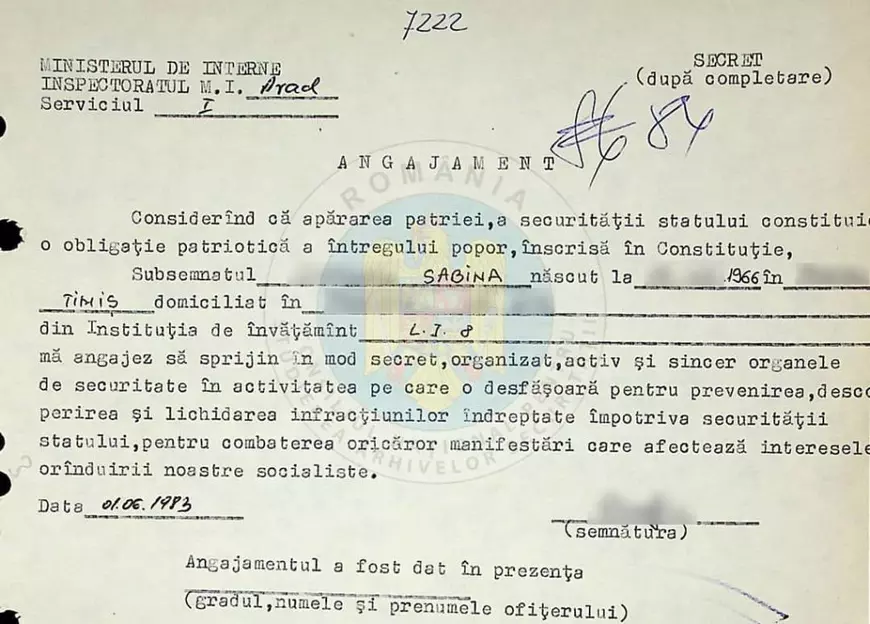 7222
MINISTERUL DE INTERNE
INSPECTORATUL M.I. Arad
Serviciul I
SECRET
(după completare)
84
ANGAJAMENT
Considerînd că apărarea patriei,a securității statului constituie
o obligație patriotică a întregului popor,înscrisă în Constituție,
Subsemnatul SABINA născut la .1966 în
TIMIȘ domiciliat în
din Instituția de învățămînt L.I. 8
mă angajez să sprijin în mod secret,organizat,activ și sincer organele
de securitate în activitatea pe care o desfășoară pentru prevenirea,desco
perirea și lichidarea infracțiunilor îndreptate împotriva securității
statului,pentru combaterea oricăror manifestări care afectează interesele
orînduirii noastre socialiste.
Data 01.06.1983
(semnătura)
Angajamentul a fost dat în prezența
(gradul,numele și prenumele ofițerului)
ROMÂNIA